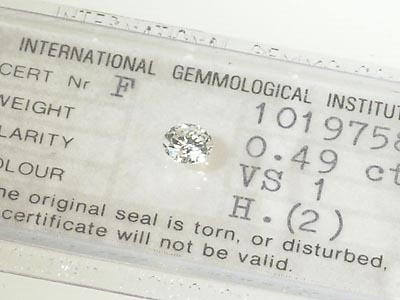 INTERNATIONAL GEMMOLOGICAL INSTITUT
CERT Nr F 1019758
WEIGHT 0.49 ct
LARITY VS 1
OLOUR H.(2)
he original seal is torn, or disturbed,
certificate will not be valid.